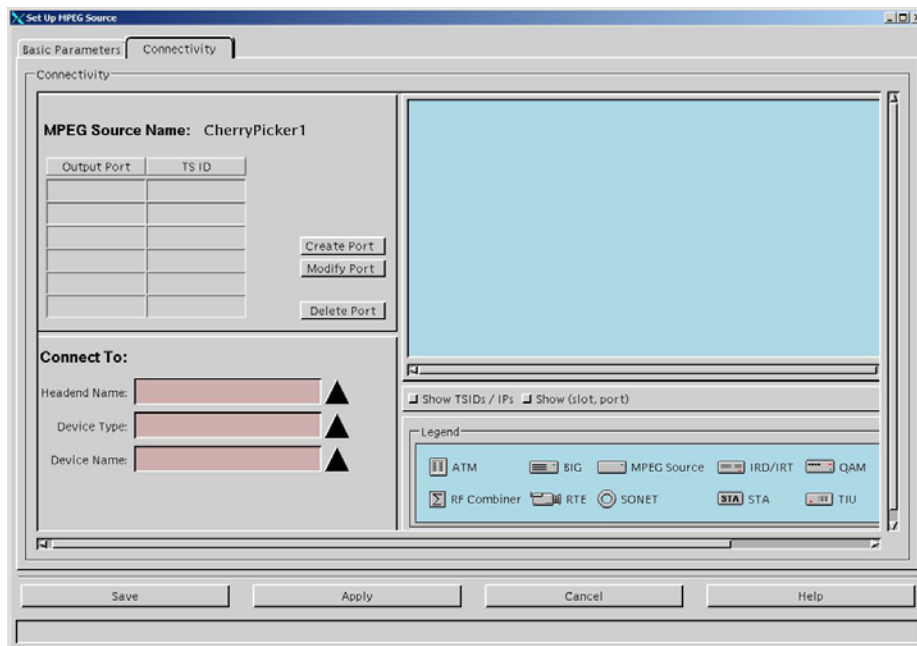 Set Up MPEG Source
Basic Parameters
Connectivity
Connectivity
MPEG Source Name: CherryPicker1
Output Port TS ID
Create Port
Modify Port
Delete Port
Connect To:
Headend Name:
Device Type:
Device Name:
Show TSIDs / IPs Show (slot, port)
Legend
ATM BIG MPEG Source IRD/IRT QAM
RF Combiner RTE SONET STA STA TIU
Save Apply Cancel Help